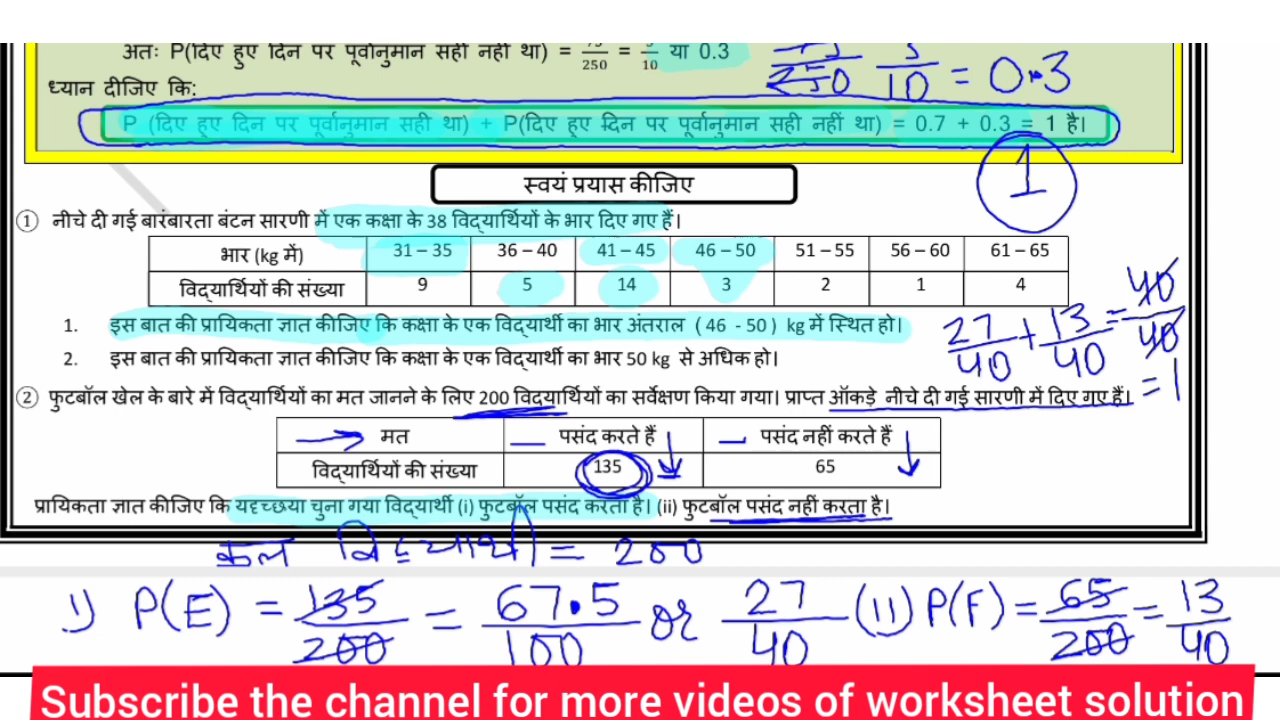 अतः P(दिए हुए दिन पर पूर्वानुमान सही नहीं था) = /250 = /10 या 0.3
250 /10 = 0.3
ध्यान दीजिए कि:
P (दिए हुए दिन पर पूर्वानुमान सही था) + P(दिए हुए दिन पर पूर्वानुमान सही नहीं था) = 0.7 + 0.3 = 1 है।
1
स्वयं प्रयास कीजिए
① नीचे दी गई बारंबारता बंटन सारणी में एक कक्षा के 38 विद्यार्थियों के भार दिए गए हैं।
भार (kg में) 31 – 35 36 – 40 41 – 45 46 – 50 51 – 55 56 – 60 61 – 65
विद्यार्थियों की संख्या 9 5 14 3 2 1 4
1. इस बात की प्रायिकता ज्ञात कीजिए कि कक्षा के एक विद्यार्थी का भार अंतराल ( 46 - 50 ) kg में स्थित हो।
2. इस बात की प्रायिकता ज्ञात कीजिए कि कक्षा के एक विद्यार्थी का भार 50 kg से अधिक हो।
27/40 + 13/40 = 40/40
= 1
② फुटबॉल खेल के बारे में विद्यार्थियों का मत जानने के लिए 200 विद्यार्थियों का सर्वेक्षण किया गया। प्राप्त आँकड़े नीचे दी गई सारणी में दिए गए हैं।
मत पसंद करते हैं पसंद नहीं करते हैं
विद्यार्थियों की संख्या 135 65
प्रायिकता ज्ञात कीजिए कि यदृच्छया चुना गया विद्यार्थी (i) फुटबॉल पसंद करता है। (ii) फुटबॉल पसंद नहीं करता है।
कुल विद्यार्थी = 200
i) P(E) = 135/200 = 67.5/100 or 27/40 (ii) P(F) = 65/200 = 13/40
Subscribe the channel for more videos of worksheet solution